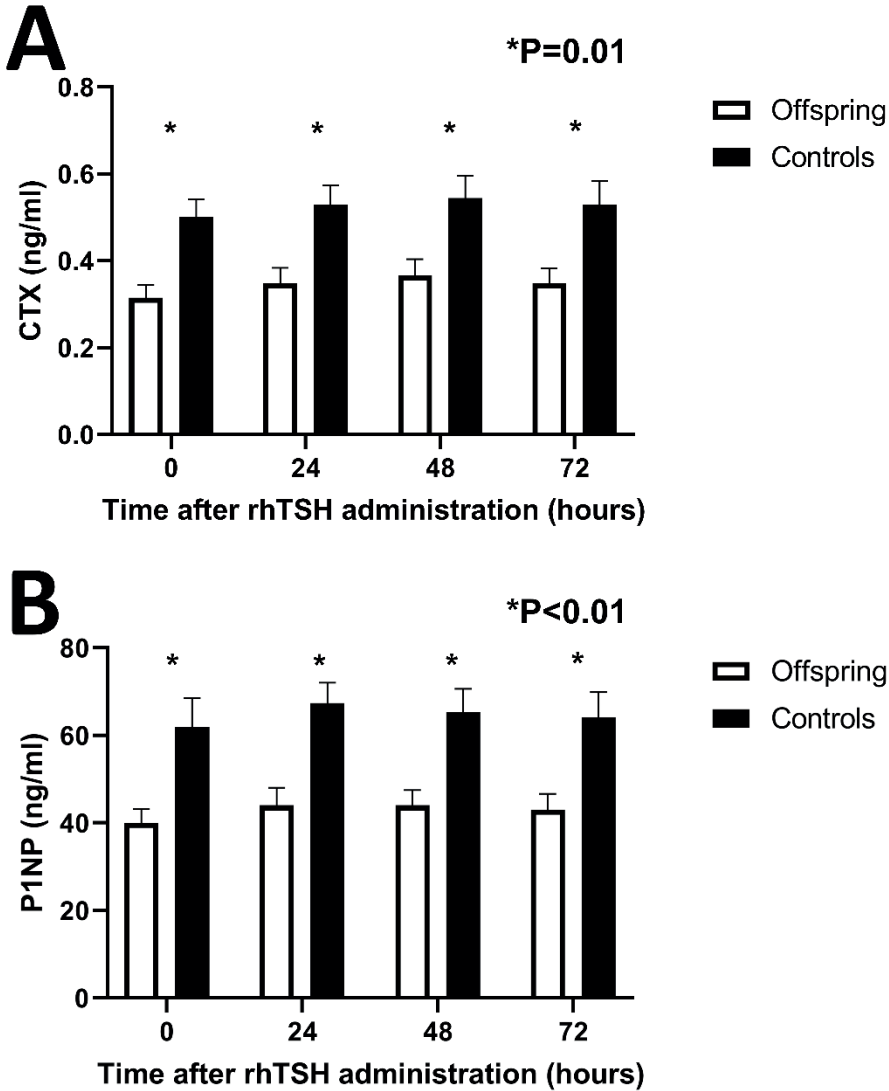 A
*P=0.01
0.8
0.6
0.4
0.2
0.0
CTX (ng/ml)
* * * *
0 24 48 72
Time after rhTSH administration (hours)
Offspring
Controls
B
*P<0.01
80
60
40
20
0
P1NP (ng/ml)
* * * *
0 24 48 72
Time after rhTSH administration (hours)
Offspring
Controls